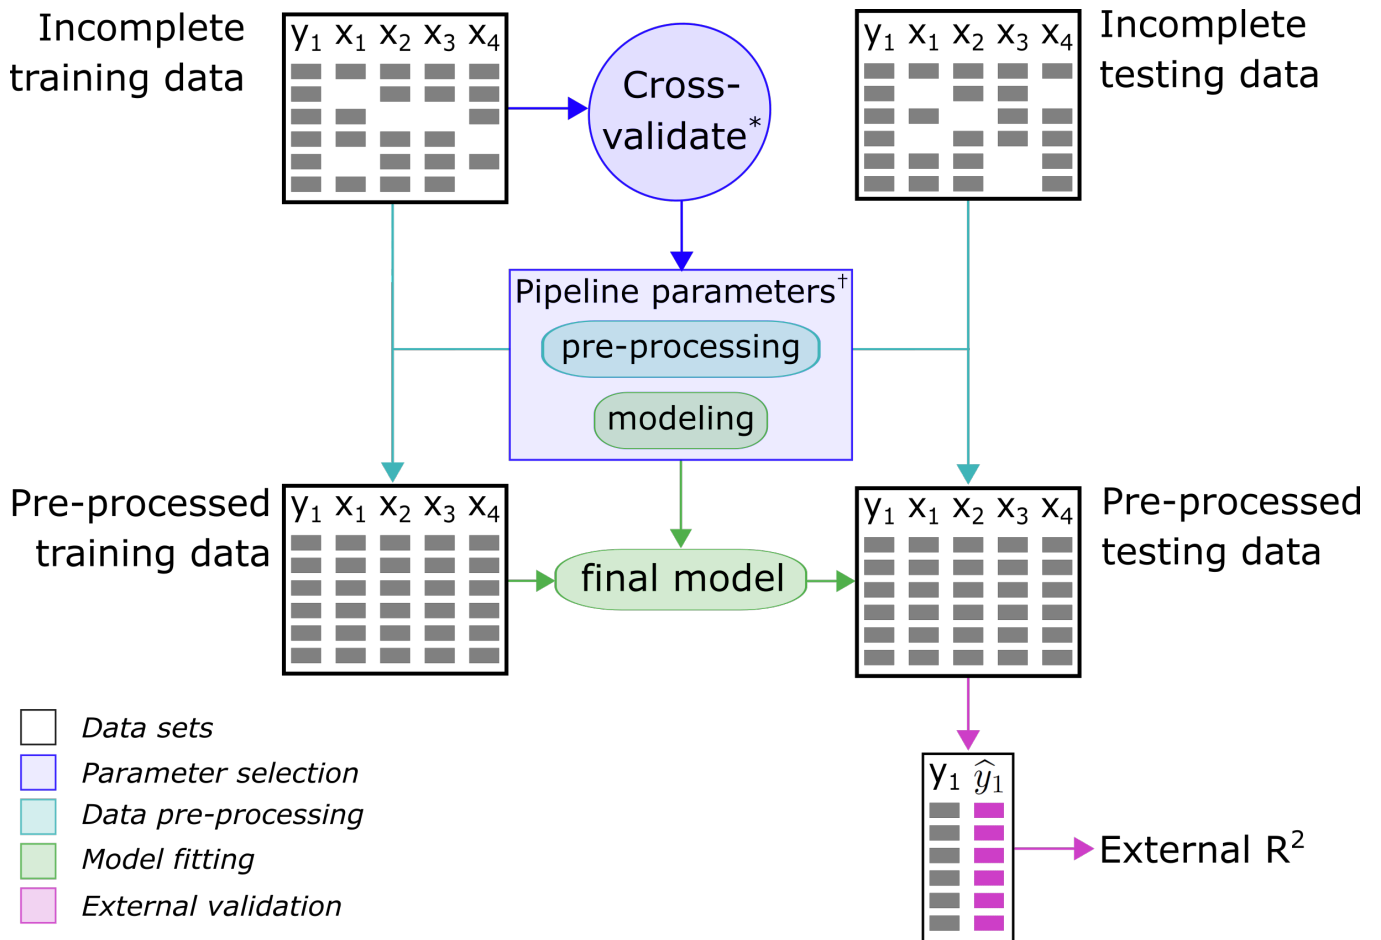 Incomplete
training data
y₁ x₁ x₂ x₃ x₄
Cross-
validate*
y₁ x₁ x₂ x₃ x₄
Incomplete
testing data
Pipeline parameters†
pre-processing
modeling
Pre-processed
training data
y₁ x₁ x₂ x₃ x₄
final model
y₁ x₁ x₂ x₃ x₄
Pre-processed
testing data
Data sets
Parameter selection
Data pre-processing
Model fitting
External validation
y₁ ŷ₁
External R²